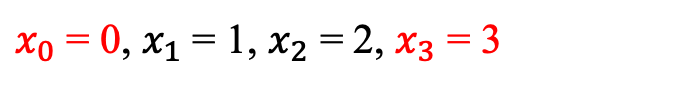 x₀ = 0, x₁ = 1, x₂ = 2, x₃ = 3